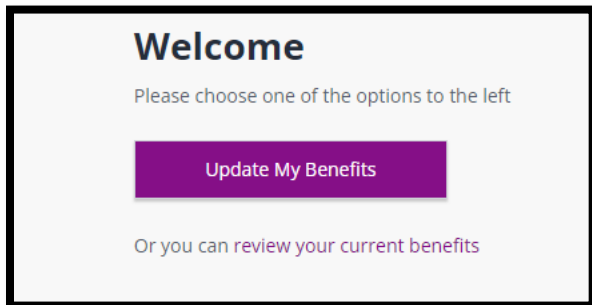 Welcome
Please choose one of the options to the left
Update My Benefits
Or you can review your current benefits